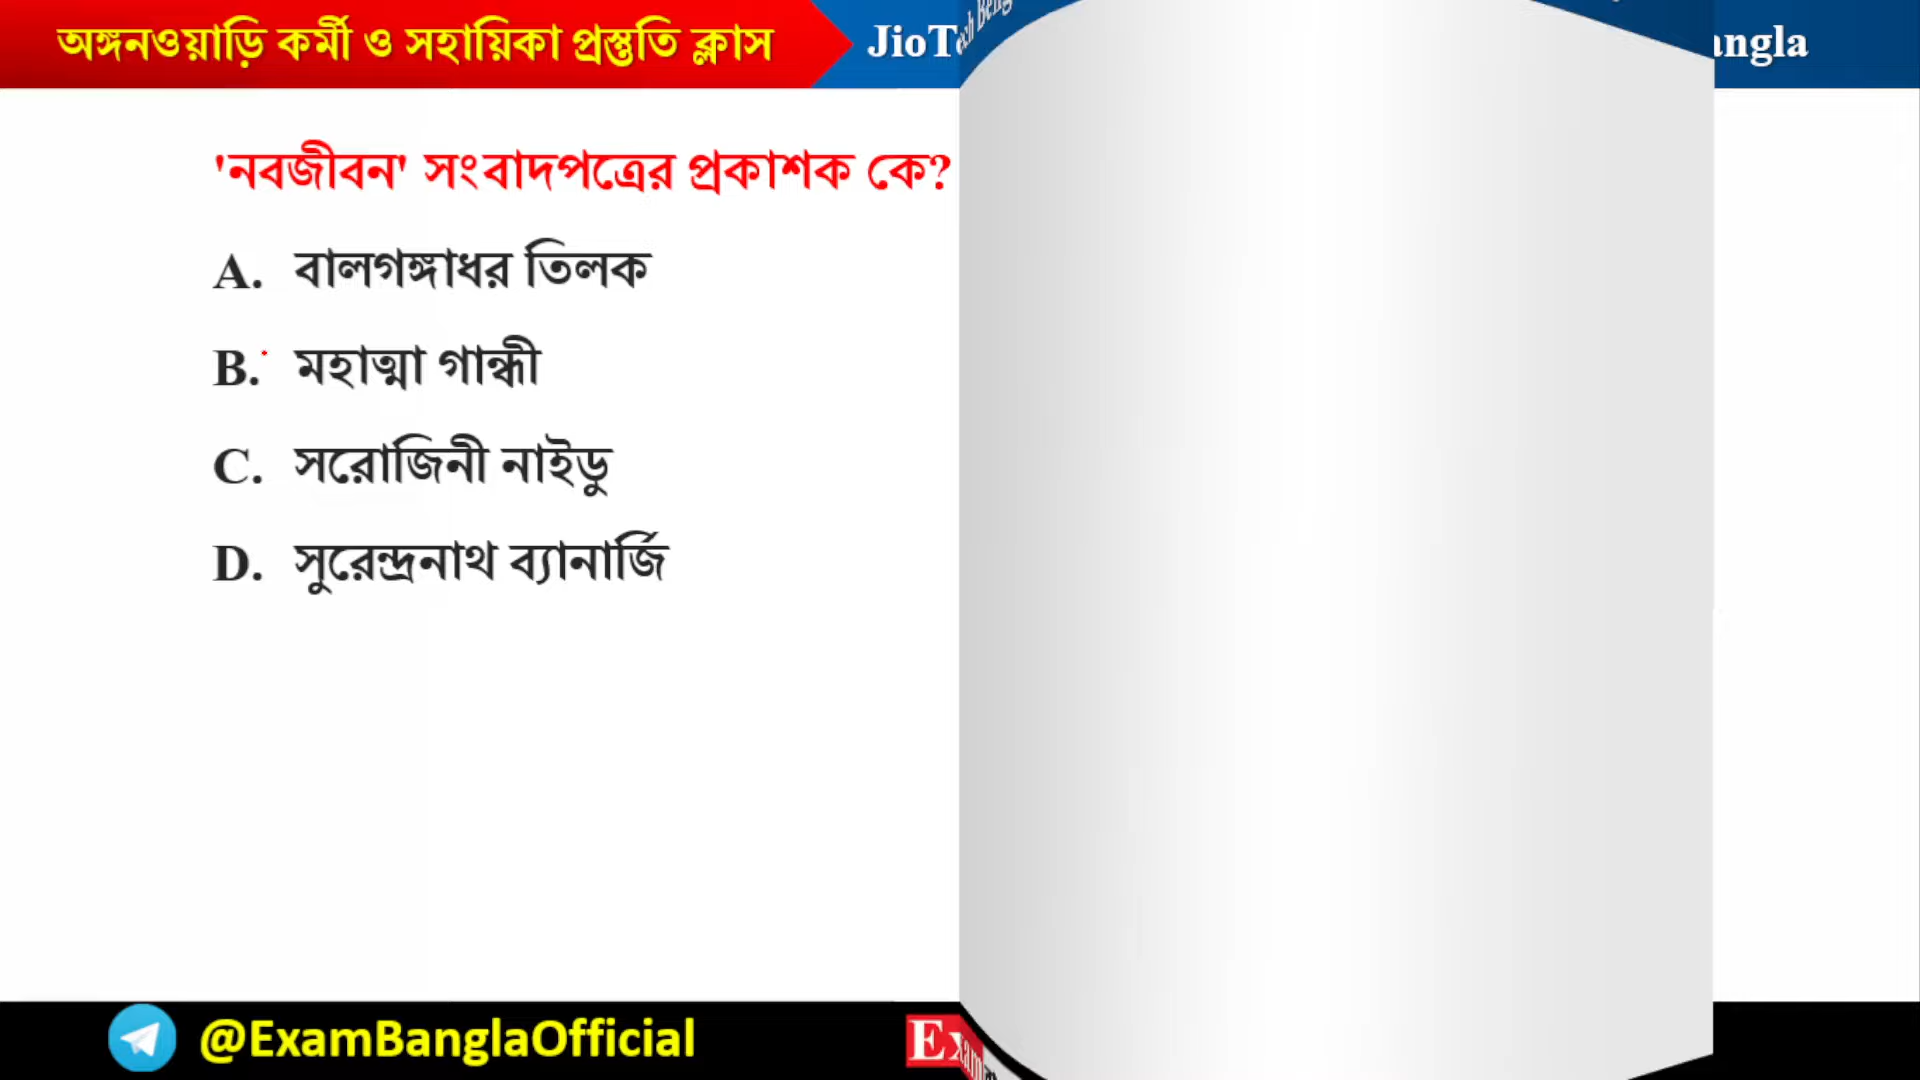 অঙ্গনওয়াড়ি কর্মী ও সহায়িকা প্রস্তুতি ক্লাস
'নবজীবন' সংবাদপত্রের প্রকাশক কে?
A. বালগঙ্গাধর তিলক
B. মহাত্মা গান্ধী
C. সরোজিনী নাইডু
D. সুরেন্দ্রনাথ ব্যানার্জি
@ExamBanglaOfficial